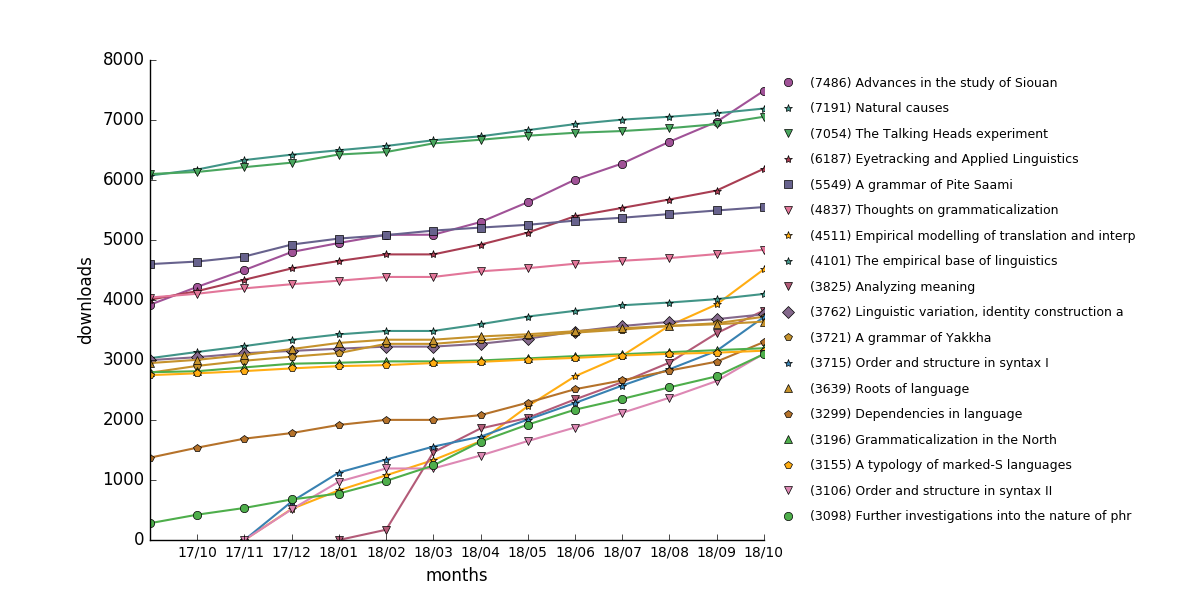 8000
7000
6000
5000
4000
3000
2000
1000
0
downloads
17/10 17/11 17/12 18/01 18/02 18/03 18/04 18/05 18/06 18/07 18/08 18/09 18/10
months
(7486) Advances in the study of Siouan
(7191) Natural causes
(7054) The Talking Heads experiment
(6187) Eyetracking and Applied Linguistics
(5549) A grammar of Pite Saami
(4837) Thoughts on grammaticalization
(4511) Empirical modelling of translation and interp
(4101) The empirical base of linguistics
(3825) Analyzing meaning
(3762) Linguistic variation, identity construction a
(3721) A grammar of Yakkha
(3715) Order and structure in syntax I
(3639) Roots of language
(3299) Dependencies in language
(3196) Grammaticalization in the North
(3155) A typology of marked-S languages
(3106) Order and structure in syntax II
(3098) Further investigations into the nature of phr